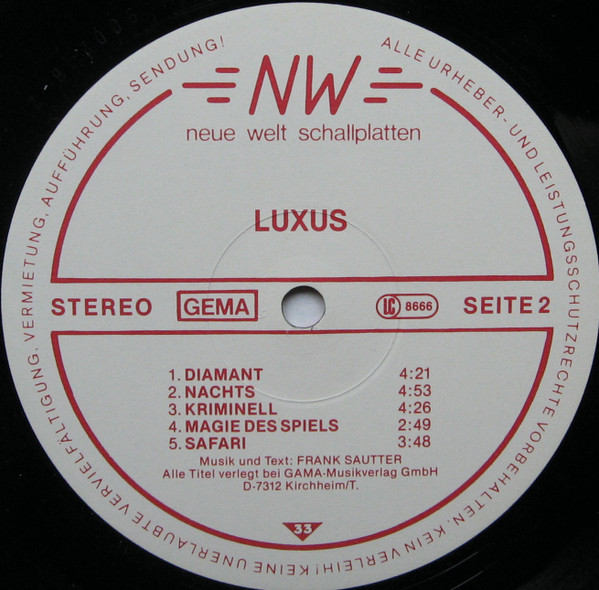 ALLE URHEBER- UND LEISTUNGSSCHUTZRECHTE VORBEHALTEN. KEIN VERLEIH! KEINE UNERLAUBTE VERVIELFÄLTIGUNG, VERMIETUNG, AUFFÜHRUNG, SENDUNG!
NW
neue welt schallplatten
LUXUS
STEREO GEMA LC 8666 SEITE 2
1. DIAMANT 4:21
2. NACHTS 4:53
3. KRIMINELL 4:26
4. MAGIE DES SPIELS 2:49
5. SAFARI 3:48
Musik und Text: FRANK SAUTTER
Alle Titel verlegt bei GAMA-Musikverlag GmbH
D-7312 Kirchheim/T.
33